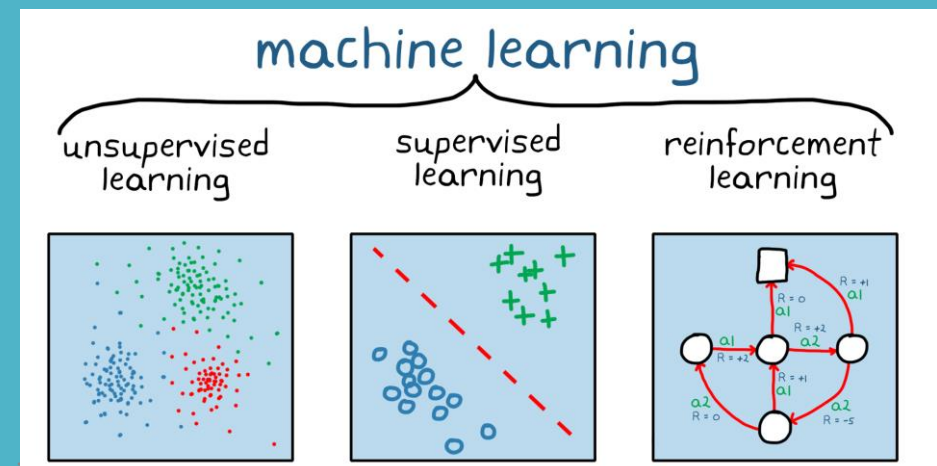 machine learning
unsupervised
learning
supervised
learning
reinforcement
learning
R = 0
a1
R = +1
a1
a1
R = +2
R = +2
a2
R = +1
a1
a2
R = 0
a2
R = -5